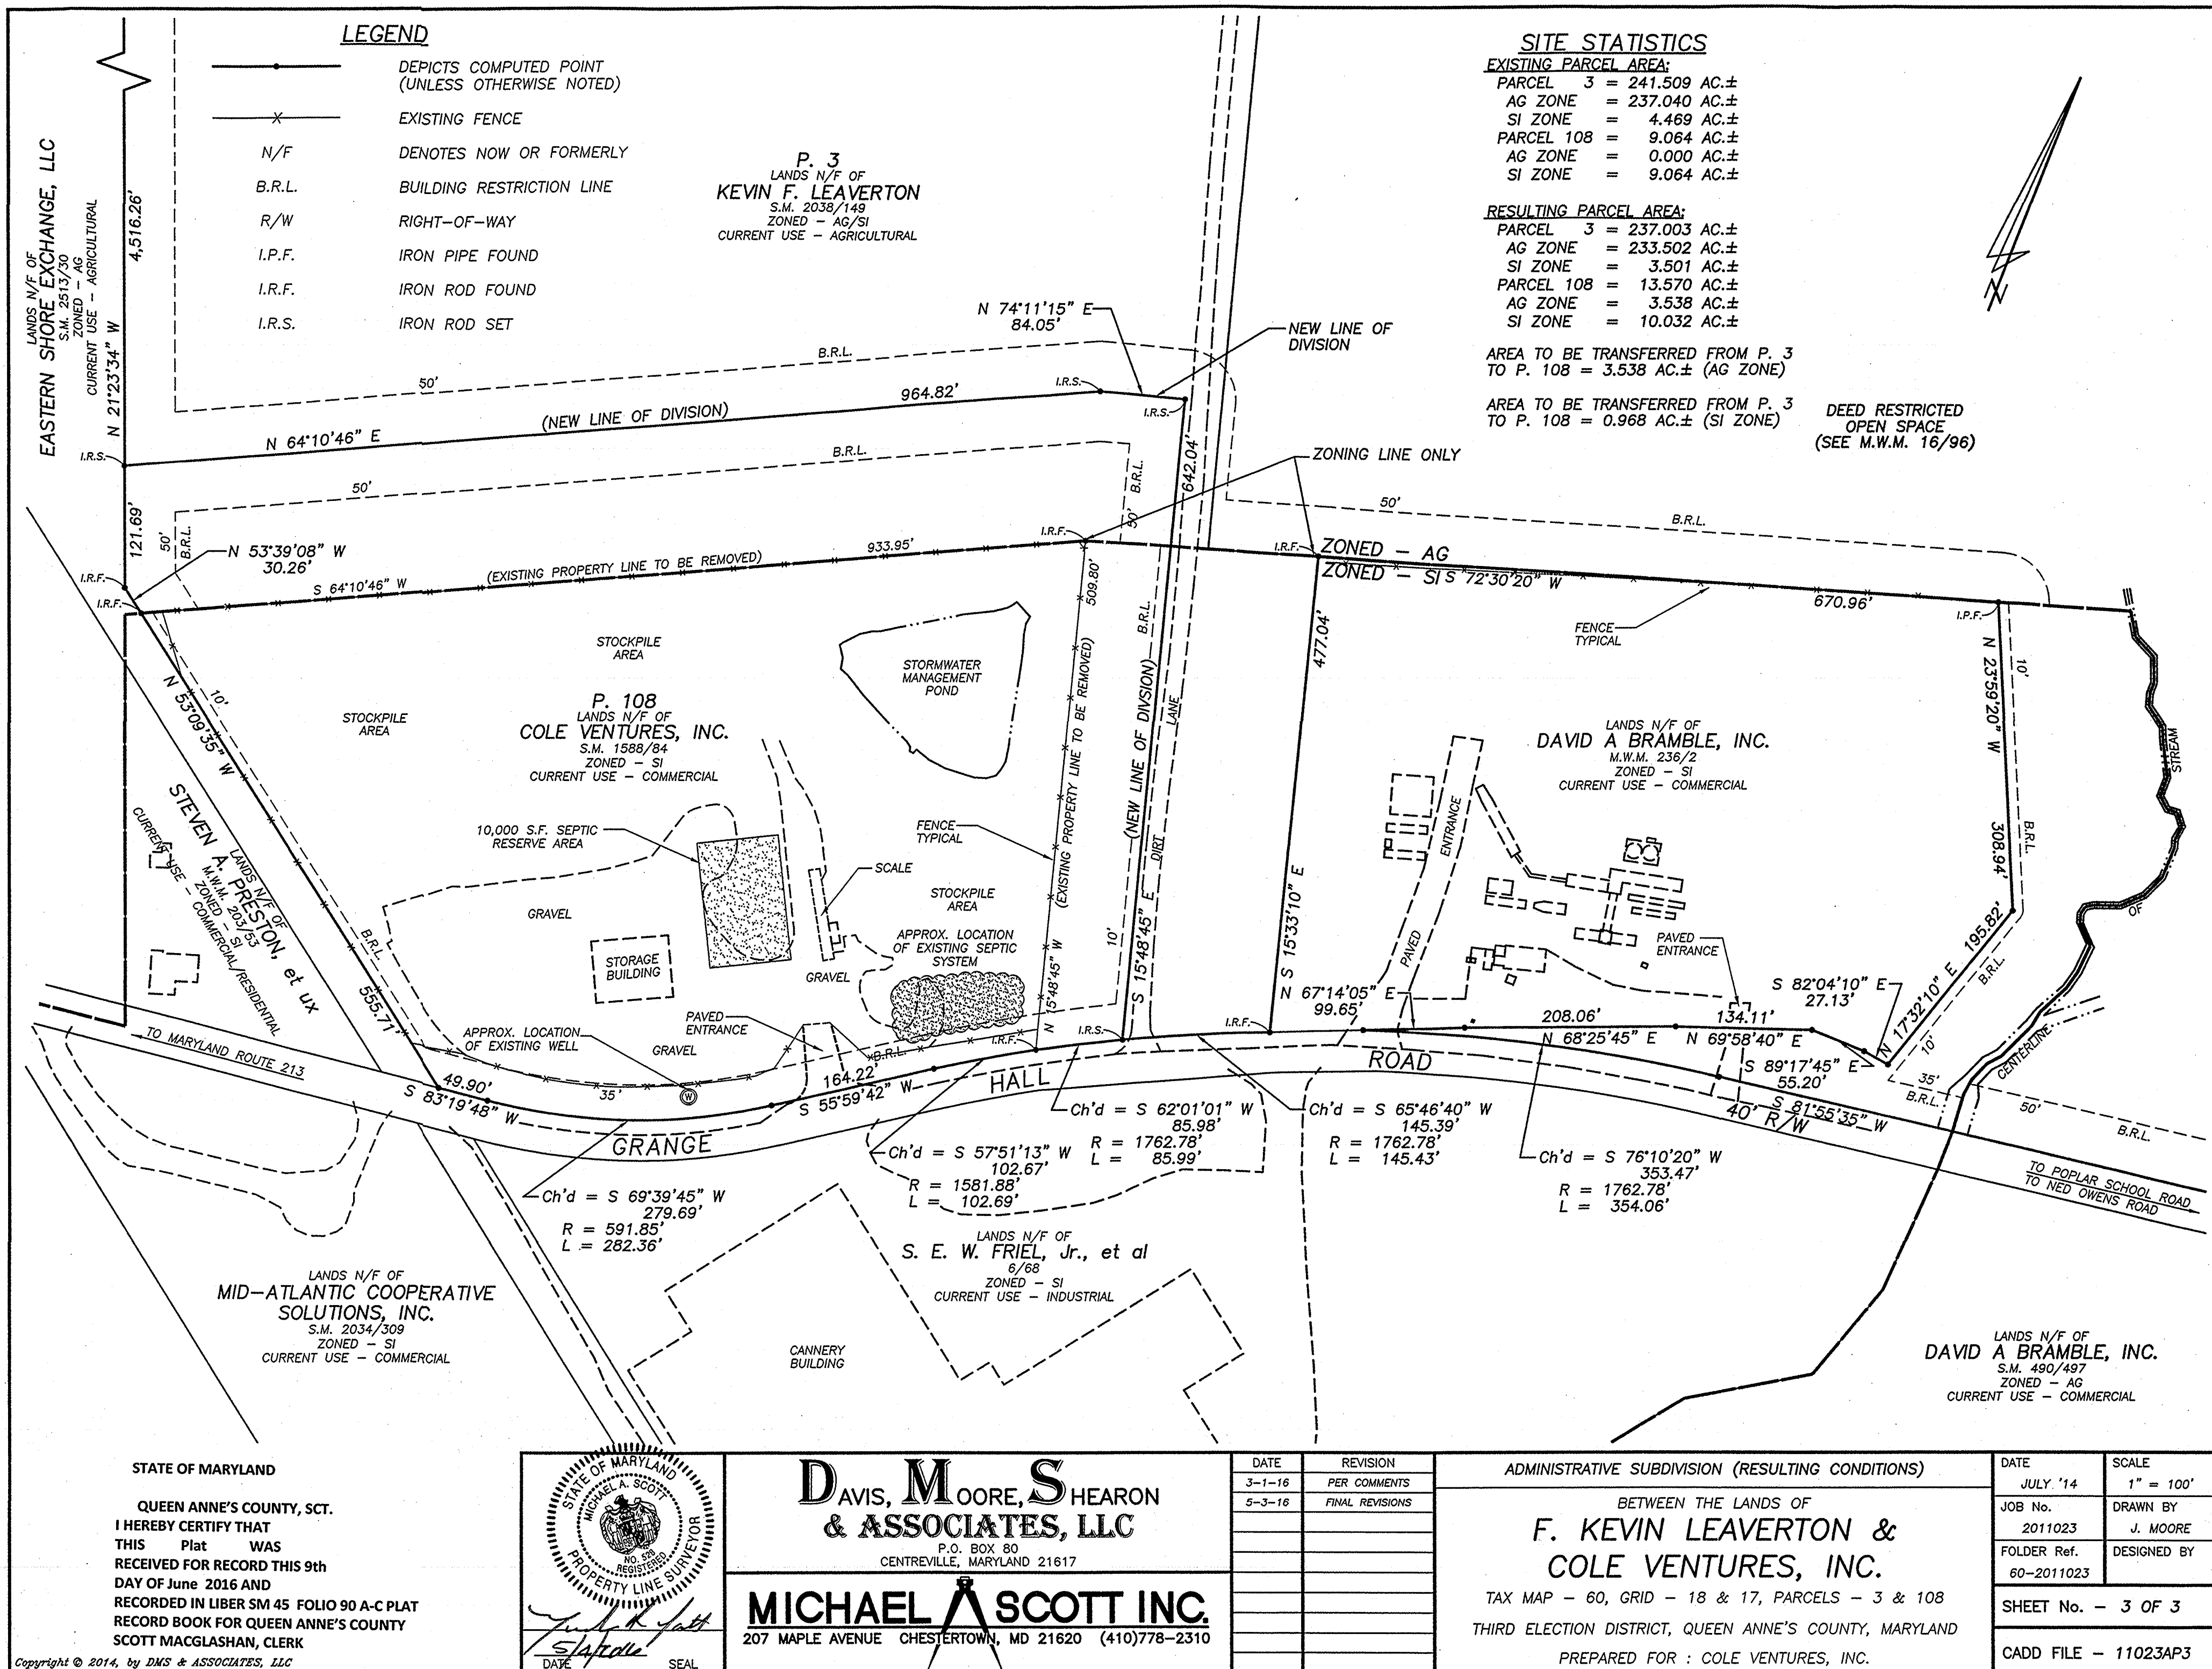 LEGEND
DEPICTS COMPUTED POINT
(UNLESS OTHERWISE NOTED)
EXISTING FENCE
N/F DENOTES NOW OR FORMERLY
B.R.L. BUILDING RESTRICTION LINE
R/W RIGHT-OF-WAY
I.P.F. IRON PIPE FOUND
I.R.F. IRON ROD FOUND
I.R.S. IRON ROD SET
LANDS N/F OF
EASTERN SHORE EXCHANGE, LLC
S.M. 2513/30
ZONED - AG
CURRENT USE - AGRICULTURAL
N 21°23'34" W
4,516.26'
P. 3
LANDS N/F OF
KEVIN F. LEAVERTON
S.M. 2038/149
ZONED - AG/SI
CURRENT USE - AGRICULTURAL
SITE STATISTICS
EXISTING PARCEL AREA:
PARCEL 3 = 241.509 AC.±
AG ZONE = 237.040 AC.±
SI ZONE = 4.469 AC.±
PARCEL 108 = 9.064 AC.±
AG ZONE = 0.000 AC.±
SI ZONE = 9.064 AC.±
RESULTING PARCEL AREA:
PARCEL 3 = 237.003 AC.±
AG ZONE = 233.502 AC.±
SI ZONE = 3.501 AC.±
PARCEL 108 = 13.570 AC.±
AG ZONE = 3.538 AC.±
SI ZONE = 10.032 AC.±
AREA TO BE TRANSFERRED FROM P. 3
TO P. 108 = 3.538 AC.± (AG ZONE)
AREA TO BE TRANSFERRED FROM P. 3
TO P. 108 = 0.968 AC.± (SI ZONE)
DEED RESTRICTED
OPEN SPACE
(SEE M.W.M. 16/96)
N
N 74°11'15" E
84.05'
NEW LINE OF
DIVISION
B.R.L.
50'
I.R.S.
964.82'
I.R.S.
(NEW LINE OF DIVISION)
N 64°10'46" E
I.R.S.
B.R.L.
50'
B.R.L.
50'
642.04'
ZONING LINE ONLY
50'
B.R.L.
121.69'
50'
B.R.L.
N 53°39'08" W
30.26'
I.R.F.
I.R.F.
S 64°10'46" W
(EXISTING PROPERTY LINE TO BE REMOVED)
933.95'
I.R.F.
509.80'
I.R.F.
ZONED - AG
ZONED - SI
S 72°30'20" W
670.96'
I.P.F.
FENCE
TYPICAL
477.04'
S 15°33'10" E
N 23°59'20" W
308.94'
10'
B.R.L.
STREAM
OF
CENTERLINE
STOCKPILE
AREA
STOCKPILE
AREA
STORMWATER
MANAGEMENT
POND
P. 108
LANDS N/F OF
COLE VENTURES, INC.
S.M. 1588/84
ZONED - SI
CURRENT USE - COMMERCIAL
N 53°09'35" W
10'
555.71'
B.R.L.
LANDS N/F OF
STEVEN A. PRESTON, et ux
M.W.M. 203/53
ZONED - SI
CURRENT USE - COMMERCIAL/RESIDENTIAL
10,000 S.F. SEPTIC
RESERVE AREA
FENCE
TYPICAL
SCALE
STOCKPILE
AREA
GRAVEL
STORAGE
BUILDING
APPROX. LOCATION
OF EXISTING SEPTIC
SYSTEM
GRAVEL
PAVED
ENTRANCE
APPROX. LOCATION
OF EXISTING WELL
GRAVEL
W
35'
B.R.L.
I.R.F.
N 15°48'45" W
(EXISTING PROPERTY LINE TO BE REMOVED)
10'
B.R.L.
(NEW LINE OF DIVSION)
S 15°48'45" E
DIRT
LANE
I.R.S.
I.R.F.
LANDS N/F OF
DAVID A BRAMBLE, INC.
M.W.M. 236/2
ZONED - SI
CURRENT USE - COMMERCIAL
PAVED
ENTRANCE
PAVED
ENTRANCE
195.82'
N 17°32'10" E
B.R.L.
10'
S 82°04'10" E
27.13'
N 67°14'05" E
99.65'
208.06'
N 68°25'45" E
134.11'
N 69°58'40" E
S 89°17'45" E
55.20'
S 81°55'35" W
40' R/W
35'
B.R.L.
50'
B.R.L.
TO MARYLAND ROUTE 213
49.90'
S 83°19'48" W
164.22'
S 55°59'42" W
GRANGE
HALL
ROAD
TO POPLAR SCHOOL ROAD
TO NED OWENS ROAD
Ch'd = S 69°39'45" W
279.69'
R = 591.85'
L = 282.36'
Ch'd = S 57°51'13" W
102.67'
R = 1581.88'
L = 102.69'
Ch'd = S 62°01'01" W
85.98'
R = 1762.78'
L = 85.99'
Ch'd = S 65°46'40" W
145.39'
R = 1762.78'
L = 145.43'
Ch'd = S 76°10'20" W
353.47'
R = 1762.78'
L = 354.06'
LANDS N/F OF
MID-ATLANTIC COOPERATIVE
SOLUTIONS, INC.
S.M. 2034/309
ZONED - SI
CURRENT USE - COMMERCIAL
LANDS N/F OF
S. E. W. FRIEL, Jr., et al
6/68
ZONED - SI
CURRENT USE - INDUSTRIAL
CANNERY
BUILDING
LANDS N/F OF
DAVID A BRAMBLE, INC.
S.M. 490/497
ZONED - AG
CURRENT USE - COMMERCIAL
STATE OF MARYLAND
QUEEN ANNE'S COUNTY, SCT.
I HEREBY CERTIFY THAT
THIS Plat WAS
RECEIVED FOR RECORD THIS 9th
DAY OF June 2016 AND
RECORDED IN LIBER SM 45 FOLIO 90 A-C PLAT
RECORD BOOK FOR QUEEN ANNE'S COUNTY
SCOTT MACGLASHAN, CLERK
Copyright © 2014, by DMS & ASSOCIATES, LLC
STATE OF MARYLAND
MICHAEL A. SCOTT
NO. 526
REGISTERED
PROPERTY LINE SURVEYOR
DATE SEAL
DAVIS, MOORE, SHEARON
& ASSOCIATES, LLC
P.O. BOX 80
CENTREVILLE, MARYLAND 21617
MICHAEL A SCOTT INC.
207 MAPLE AVENUE CHESTERTOWN, MD 21620 (410)778-2310
DATE REVISION
3-1-16 PER COMMENTS
5-3-16 FINAL REVISIONS
ADMINISTRATIVE SUBDIVISION (RESULTING CONDITIONS)
BETWEEN THE LANDS OF
F. KEVIN LEAVERTON &
COLE VENTURES, INC.
TAX MAP - 60, GRID - 18 & 17, PARCELS - 3 & 108
THIRD ELECTION DISTRICT, QUEEN ANNE'S COUNTY, MARYLAND
PREPARED FOR : COLE VENTURES, INC.
DATE
JULY '14
SCALE
1" = 100'
JOB No.
2011023
DRAWN BY
J. MOORE
FOLDER Ref.
60-2011023
DESIGNED BY
SHEET No. - 3 OF 3
CADD FILE - 11023AP3